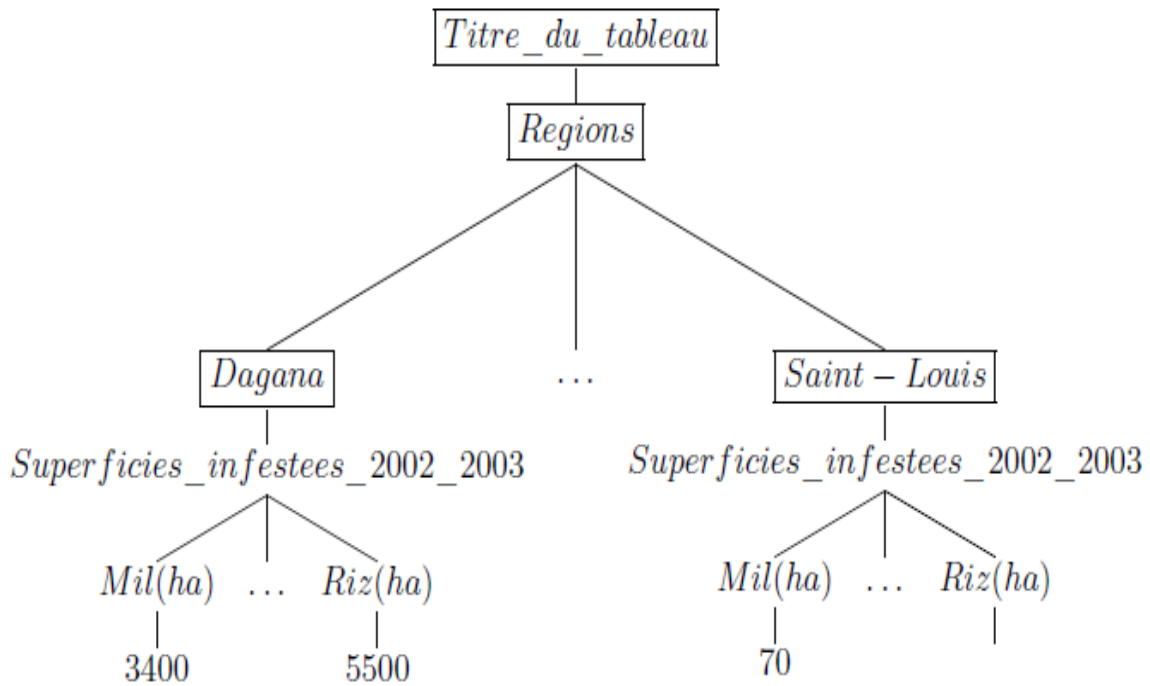 Titre_du_tableau
Regions
Dagana ... Saint – Louis
Superficies_infestees_2002_2003 Superficies_infestees_2002_2003
Mil(ha) ... Riz(ha) Mil(ha) ... Riz(ha)
3400 5500 70